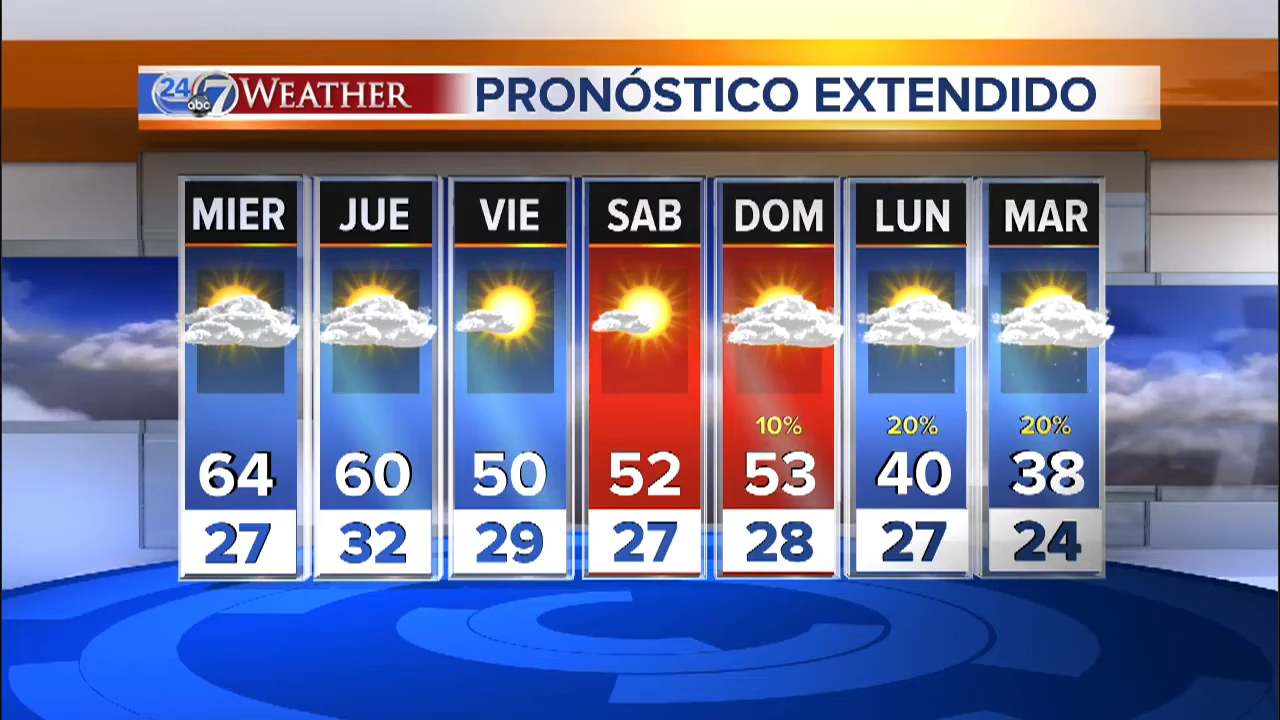 24 7 abc WEATHER PRONÓSTICO EXTENDIDO
MIER JUE VIE SAB DOM LUN MAR
10% 20% 20%
64 60 50 52 53 40 38
27 32 29 27 28 27 24